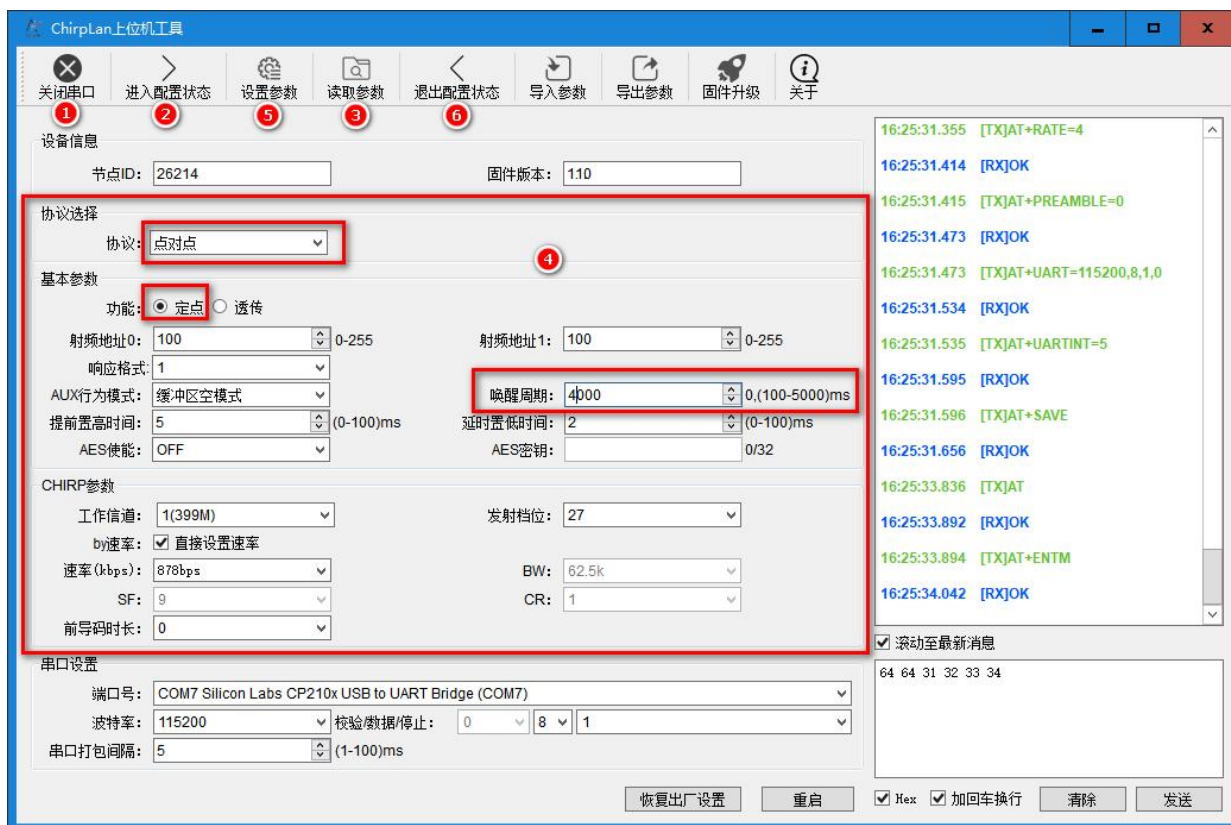 ChirpLan上位机工具
关闭串口 进入配置状态 设置参数 读取参数 退出配置状态 导入参数 导出参数 固件升级 关于
1 2 5 3 6
设备信息
节点ID: 26214 固件版本: 1.10
协议选择
协议: 点对点
4
基本参数
功能: 定点 透传
射频地址0: 100 0-255 射频地址1: 100 0-255
响应格式: 1
AUX行为模式: 缓冲区空模式 唤醒周期: 4000 0,(100-5000)ms
提前置高时间: 5 (0-100)ms 延时置低时间: 2 (0-100)ms
AES使能: OFF AES密钥: 0/32
CHIRP参数
工作信道: 1(399M) 发射档位: 27
by速率: 直接设置速率
速率(kbps): 878bps BW: 62.5k
SF: 9 CR: 1
前导码时长: 0
串口设置
端口号: COM7 Silicon Labs CP210x USB to UART Bridge (COM7)
波特率: 115200 校验/数据/停止: 0 8 1
串口打包间隔: 5 (1-100)ms
恢复出厂设置 重启
16:25:31.355 [TX]AT+RATE=4
16:25:31.414 [RX]OK
16:25:31.415 [TX]AT+PREAMBLE=0
16:25:31.473 [RX]OK
16:25:31.473 [TX]AT+UART=115200,8,1,0
16:25:31.534 [RX]OK
16:25:31.535 [TX]AT+UARTINT=5
16:25:31.595 [RX]OK
16:25:31.596 [TX]AT+SAVE
16:25:31.656 [RX]OK
16:25:33.836 [TX]AT
16:25:33.892 [RX]OK
16:25:33.894 [TX]AT+ENTM
16:25:34.042 [RX]OK
滚动至最新消息
64 64 31 32 33 34
Hex 加回车换行 清除 发送